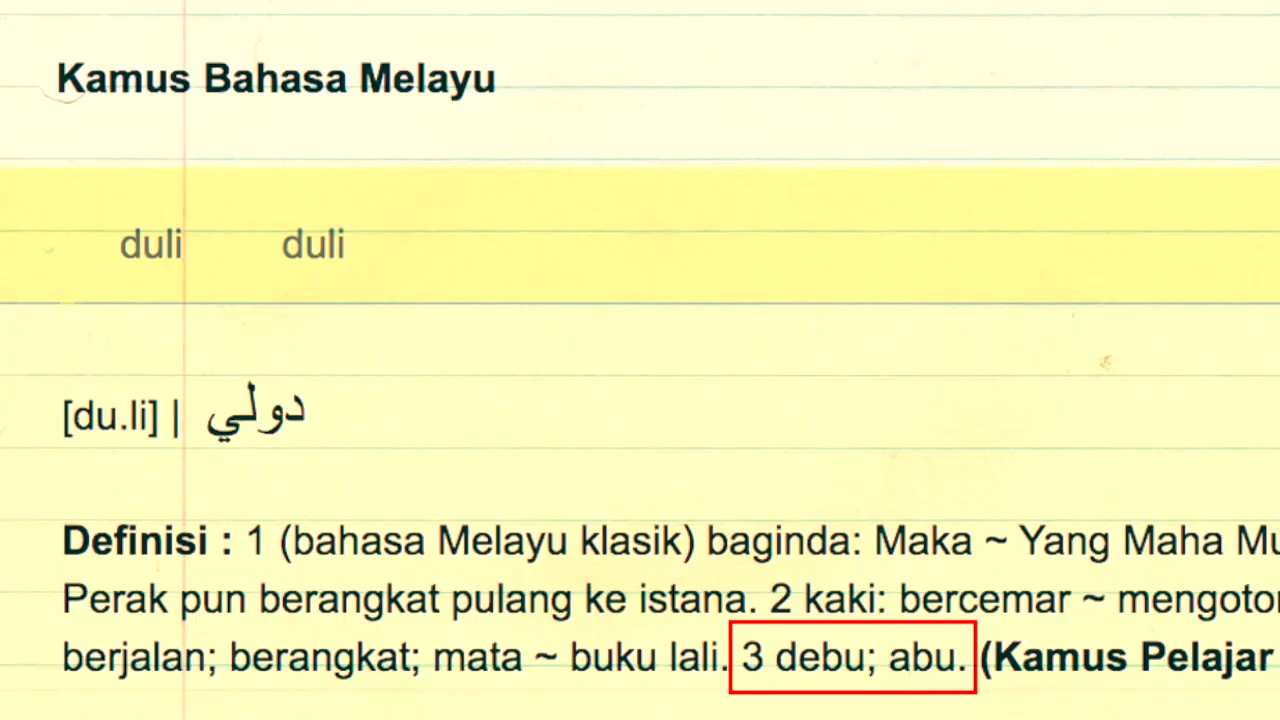 Kamus Bahasa Melayu
duli duli
[du.li] | دولي
Definisi : 1 (bahasa Melayu klasik) baginda: Maka ~ Yang Maha
Perak pun berangkat pulang ke istana. 2 kaki: bercemar ~
berjalan; berangkat; mata ~ buku lali. 3 debu; abu. (Kamus Pelajar